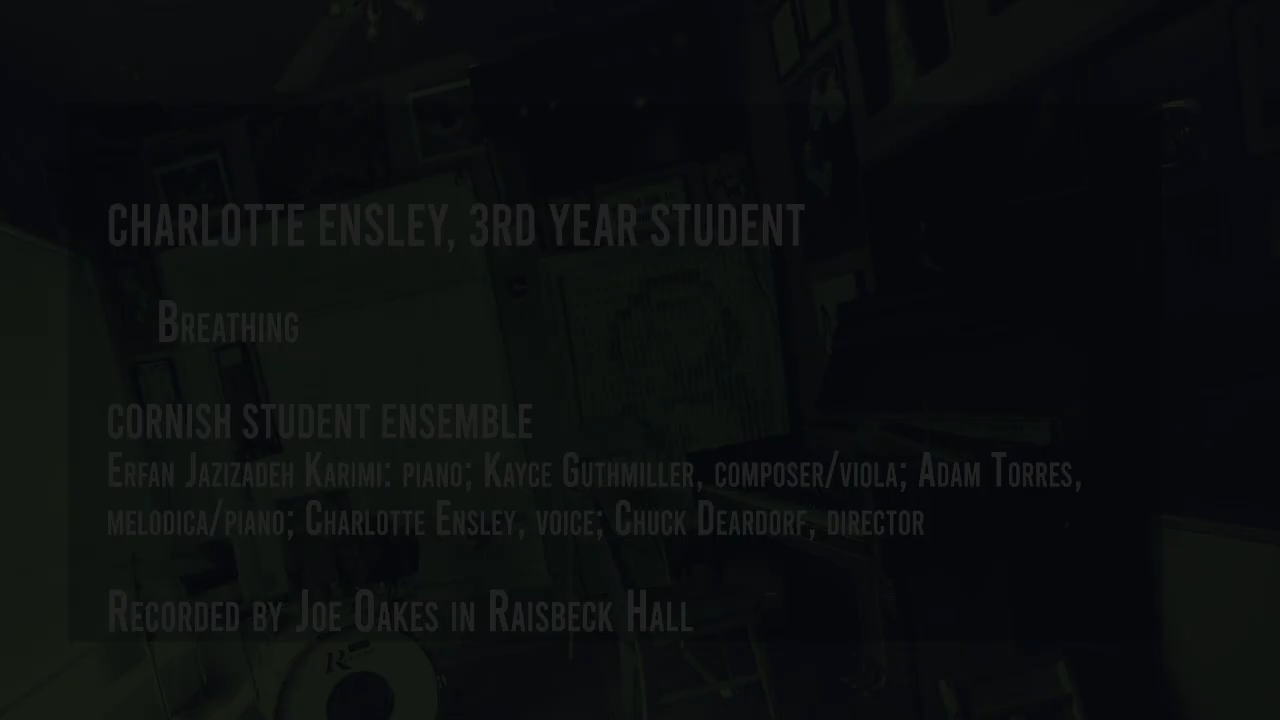 CHARLOTTE ENSLEY, 3RD YEAR STUDENT
BREATHING
CORNISH STUDENT ENSEMBLE
ERFAN JAZIZADEH KARIMI: PIANO; KAYCE GUTHMILLER, COMPOSER/VIOLA; ADAM TORRES,
MELODICA/PIANO; CHARLOTTE ENSLEY, VOICE; CHUCK DEARDORF, DIRECTOR
RECORDED BY JOE OAKES IN RAISBECK HALL